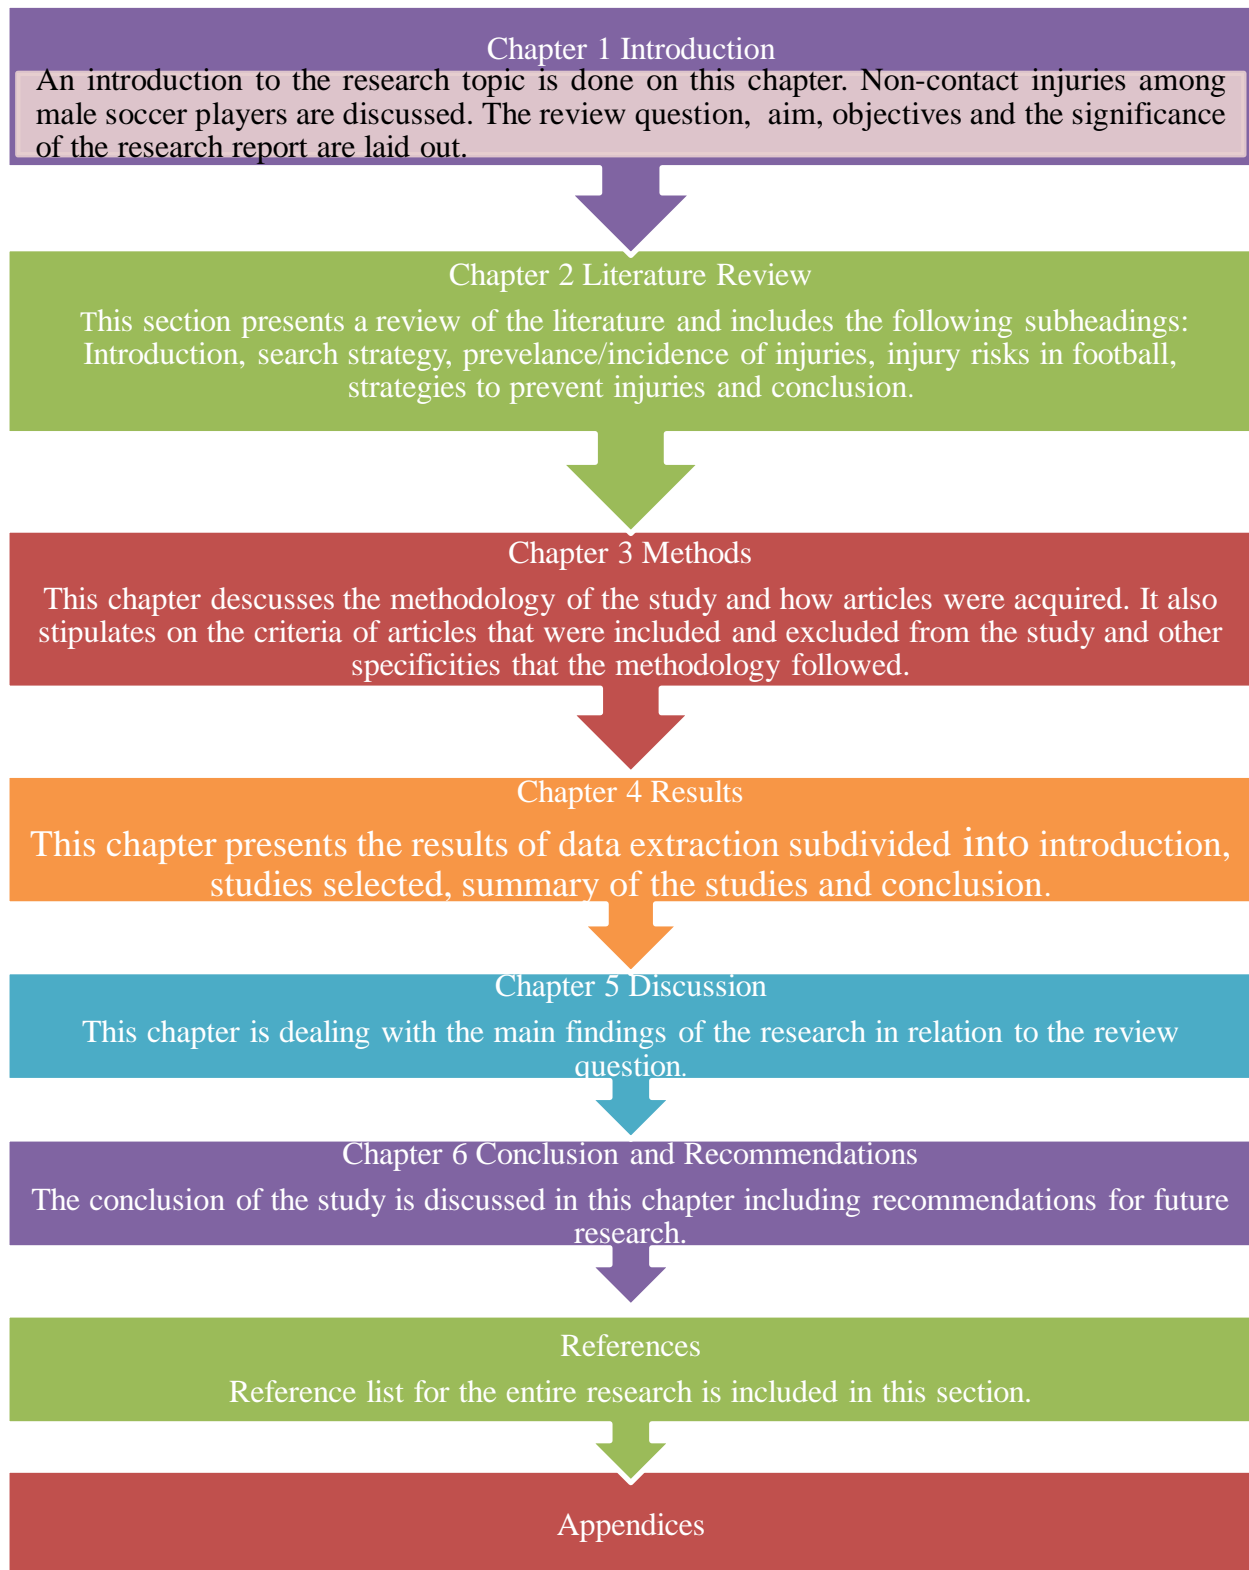 Chapter 1 Introduction
An introduction to the research topic is done on this chapter. Non-contact injuries among
male soccer players are discussed. The review question, aim, objectives and the significance
of the research report are laid out.
Chapter 2 Literature Review
This section presents a review of the literature and includes the following subheadings:
Introduction, search strategy, prevelance/incidence of injuries, injury risks in football,
strategies to prevent injuries and conclusion.
Chapter 3 Methods
This chapter descusses the methodology of the study and how articles were acquired. It also
stipulates on the criteria of articles that were included and excluded from the study and other
specificities that the methodology followed.
Chapter 4 Results
This chapter presents the results of data extraction subdivided into introduction,
studies selected, summary of the studies and conclusion.
Chapter 5 Discussion
This chapter is dealing with the main findings of the research in relation to the review
question.
Chapter 6 Conclusion and Recommendations
The conclusion of the study is discussed in this chapter including recommendations for future
research.
References
Reference list for the entire research is included in this section.
Appendices